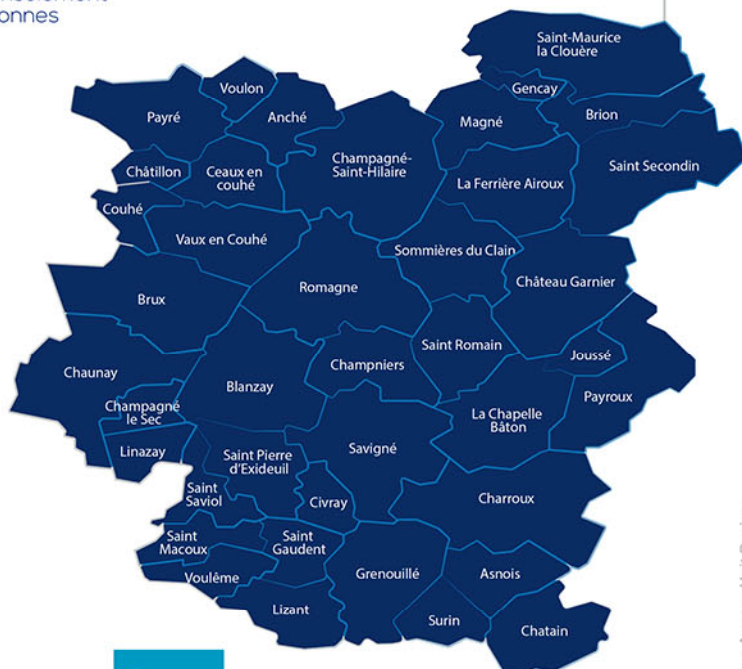 onnes
Saint-Maurice
la Clouère
Voulon
Gencay
Payré
Anché
Magné
Brion
Châtillon
Ceaux en
couhé
Champagné-
Saint-Hilaire
La Ferrière Airoux
Saint Secondin
Couhé
Vaux en Couhé
Sommières du Clain
Château Garnier
Brux
Romagne
Saint Romain
Joussé
Chaunay
Blanzay
Champniers
Payroux
Champagné
le Sec
La Chapelle
Bâton
Linazay
Saint Pierre
d'Exideuil
Savigné
Saint
Saviol
Civray
Charroux
Saint
Macoux
Saint
Gaudent
Voulême
Grenouillé
Asnois
Lizant
Surin
Chatain